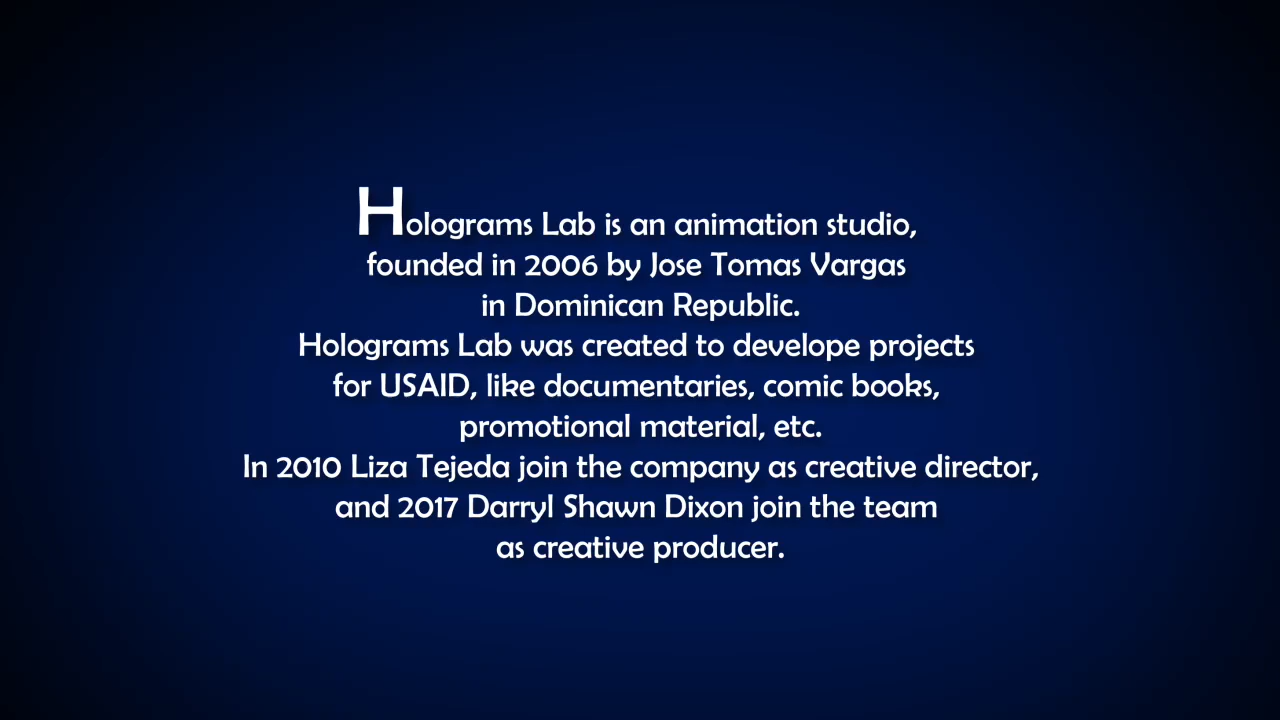 Holograms Lab is an animation studio,
founded in 2006 by Jose Tomas Vargas
in Dominican Republic.
Holograms Lab was created to develope projects
for USAID, like documentaries, comic books,
promotional material, etc.
In 2010 Liza Tejeda join the company as creative director,
and 2017 Darryl Shawn Dixon join the team
as creative producer.